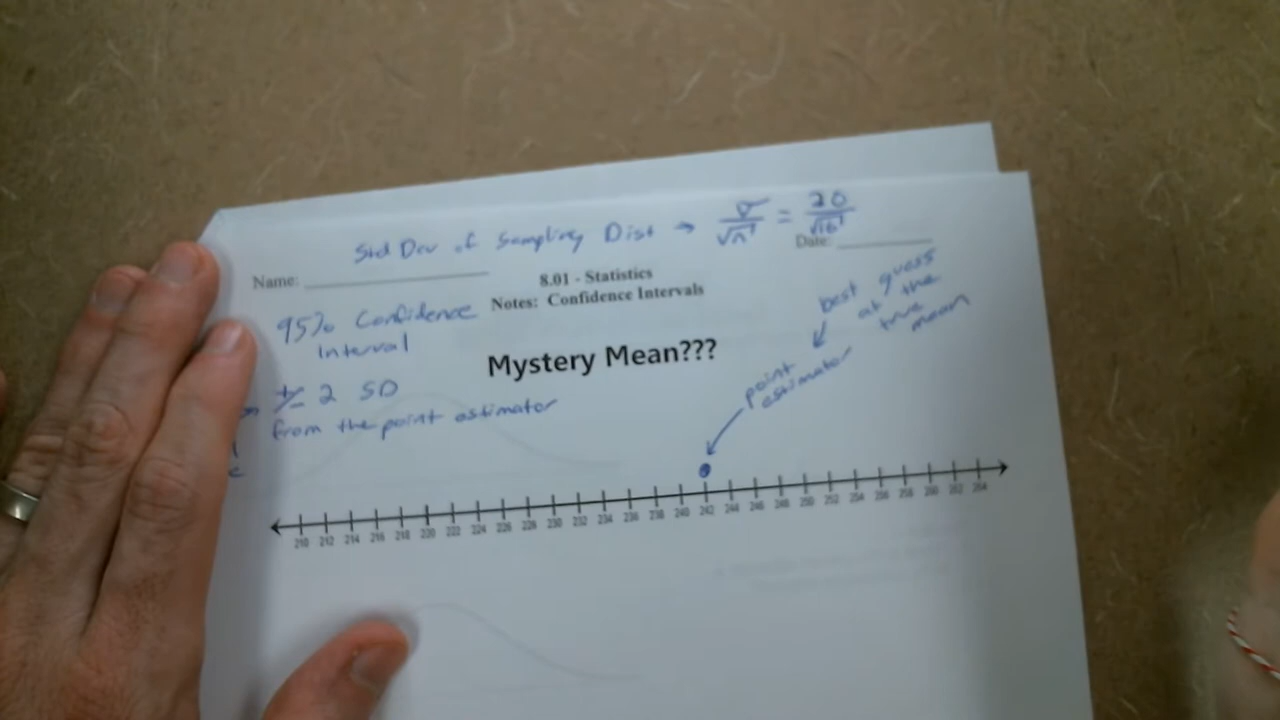 Std Dev of Sampling Dist → σ/√n = 20/√16
Name: Date:
8.01 - Statistics
Notes: Confidence Intervals
95% Confidence
Interval
Mystery Mean???
± 2 SD
from the point estimator
best guess
at the
true
mean
point
estimator
210 212 214 216 218 220 222 224 226 228 230 232 234 236 238 240 242 244 246 248 250 252 254 256 258 260 262 264